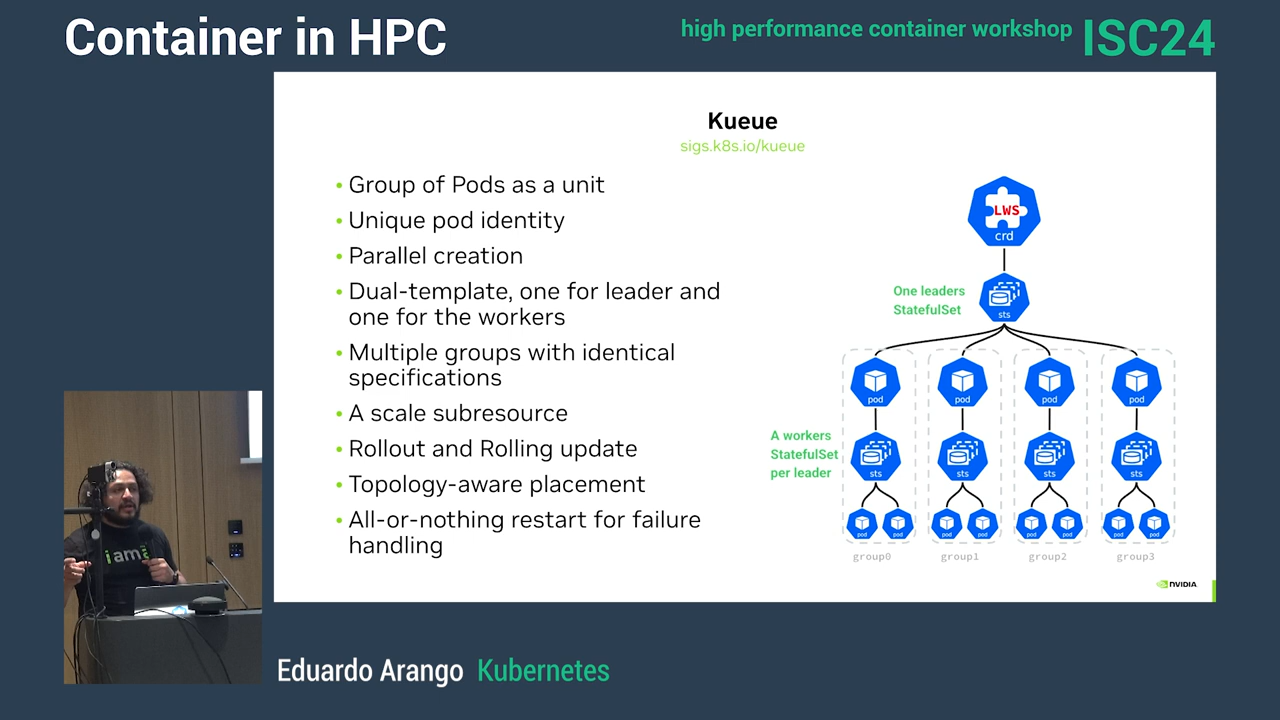 Container in HPC
high performance container workshop ISC24
Kueue
sigs.k8s.io/kueue
• Group of Pods as a unit
• Unique pod identity
• Parallel creation
• Dual-template, one for leader and
one for the workers
• Multiple groups with identical
specifications
• A scale subresource
• Rollout and Rolling update
• Topology-aware placement
• All-or-nothing restart for failure
handling
LWS
crd
One leaders
StatefulSet
sts
pod pod pod pod
A workers
StatefulSet
per leader
sts sts sts sts
pod pod pod pod pod pod pod pod
group0 group1 group2 group3
NVIDIA
i am
Eduardo Arango Kubernetes